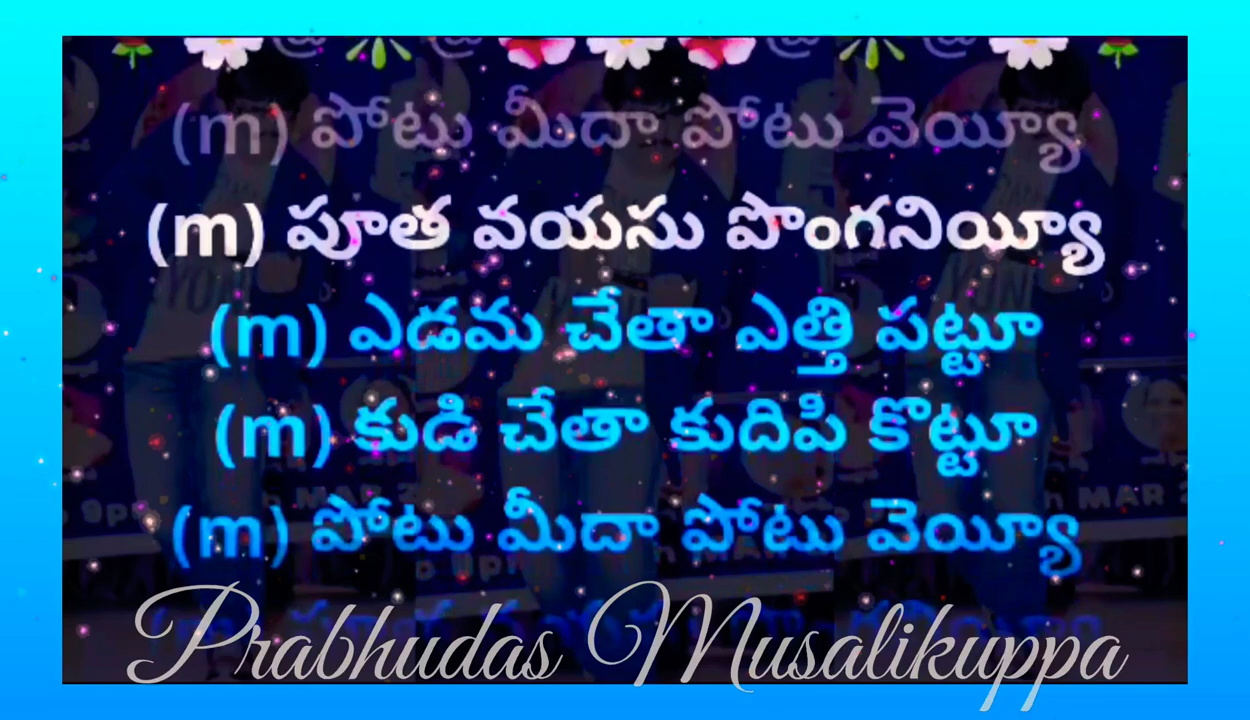 (m) పోటు మీదా పోటు వెయ్యీా
(m) పూత వయసు పొంగనియ్యీా
(m) ఎడమ చేతా ఎత్తి పట్టూ
(m) కుడి చేతా కుదిపి కొట్టూ
(m) పోటు మీదా పోటు వెయ్యీా
Prabhudas Musalikuppa